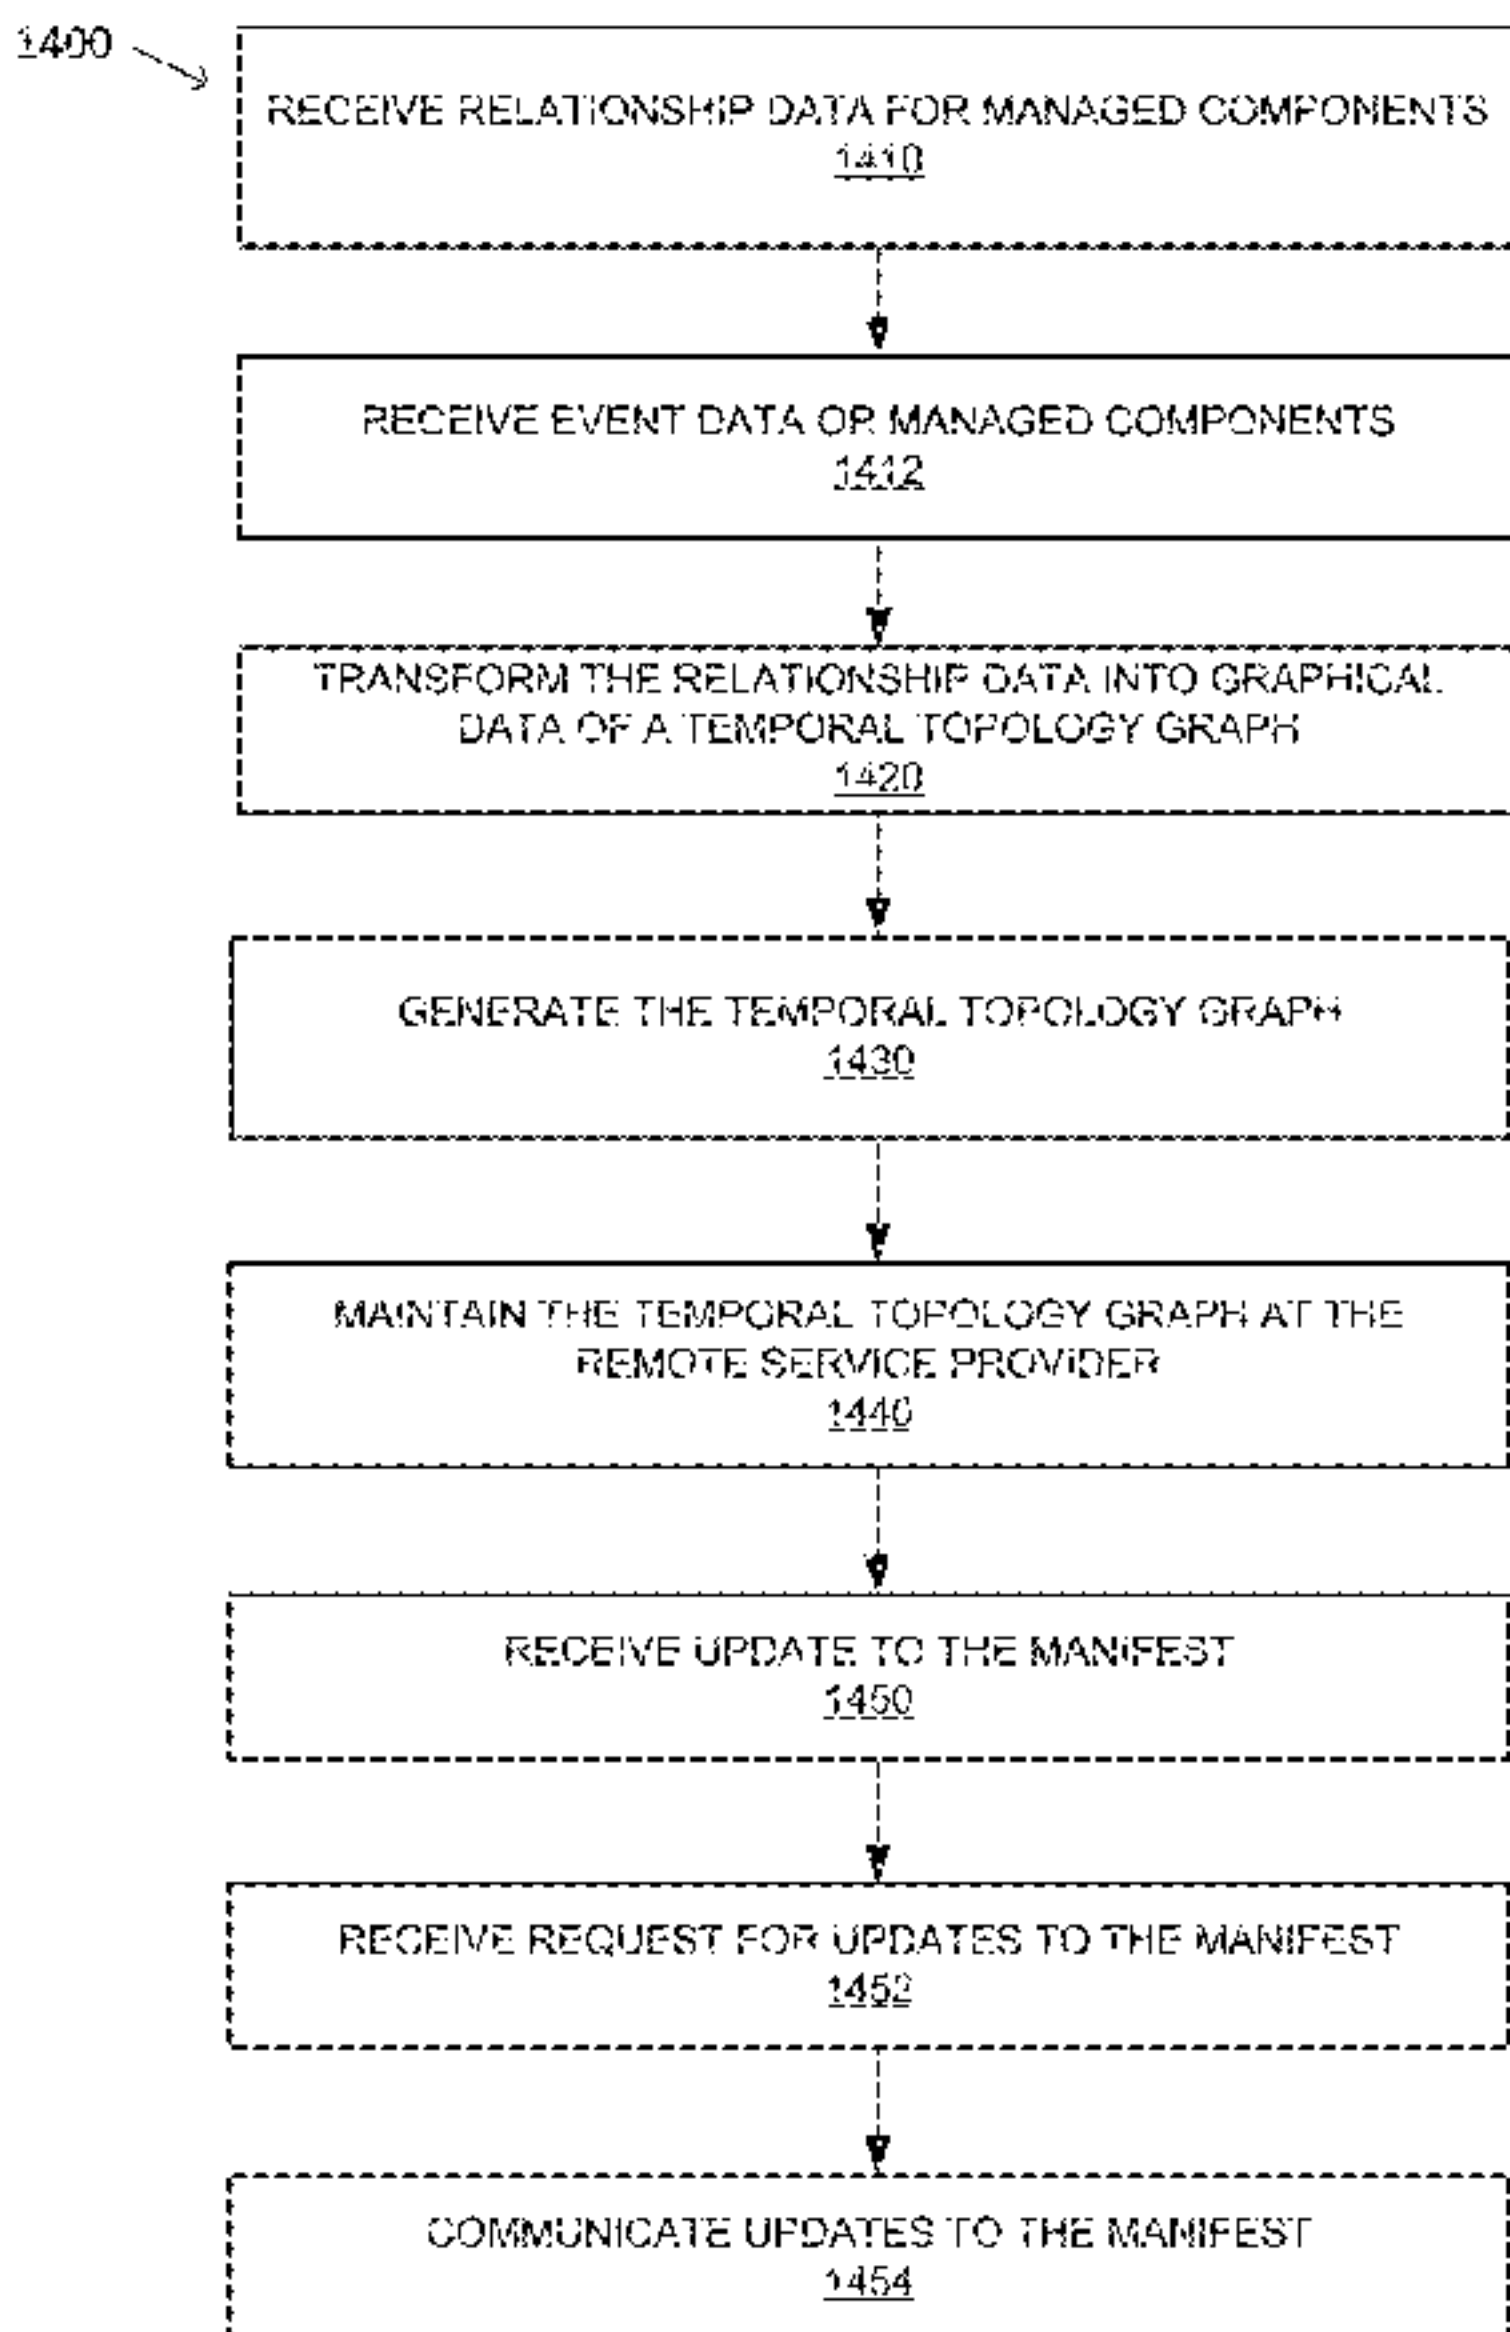 1400
RECEIVE RELATIONSHIP DATA FOR MANAGED COMPONENTS
1410
RECEIVE EVENT DATA OR MANAGED COMPONENTS
1412
TRANSFORM THE RELATIONSHIP DATA INTO GRAPHICAL
DATA OF A TEMPORAL TOPOLOGY GRAPH
1420
GENERATE THE TEMPORAL TOPOLOGY GRAPH
1430
MAINTAIN THE TEMPORAL TOPOLOGY GRAPH AT THE
REMOTE SERVICE PROVIDER
1440
RECEIVE UPDATE TO THE MANIFEST
1450
RECEIVE REQUEST FOR UPDATES TO THE MANIFEST
1452
COMMUNICATE UPDATES TO THE MANIFEST
1454